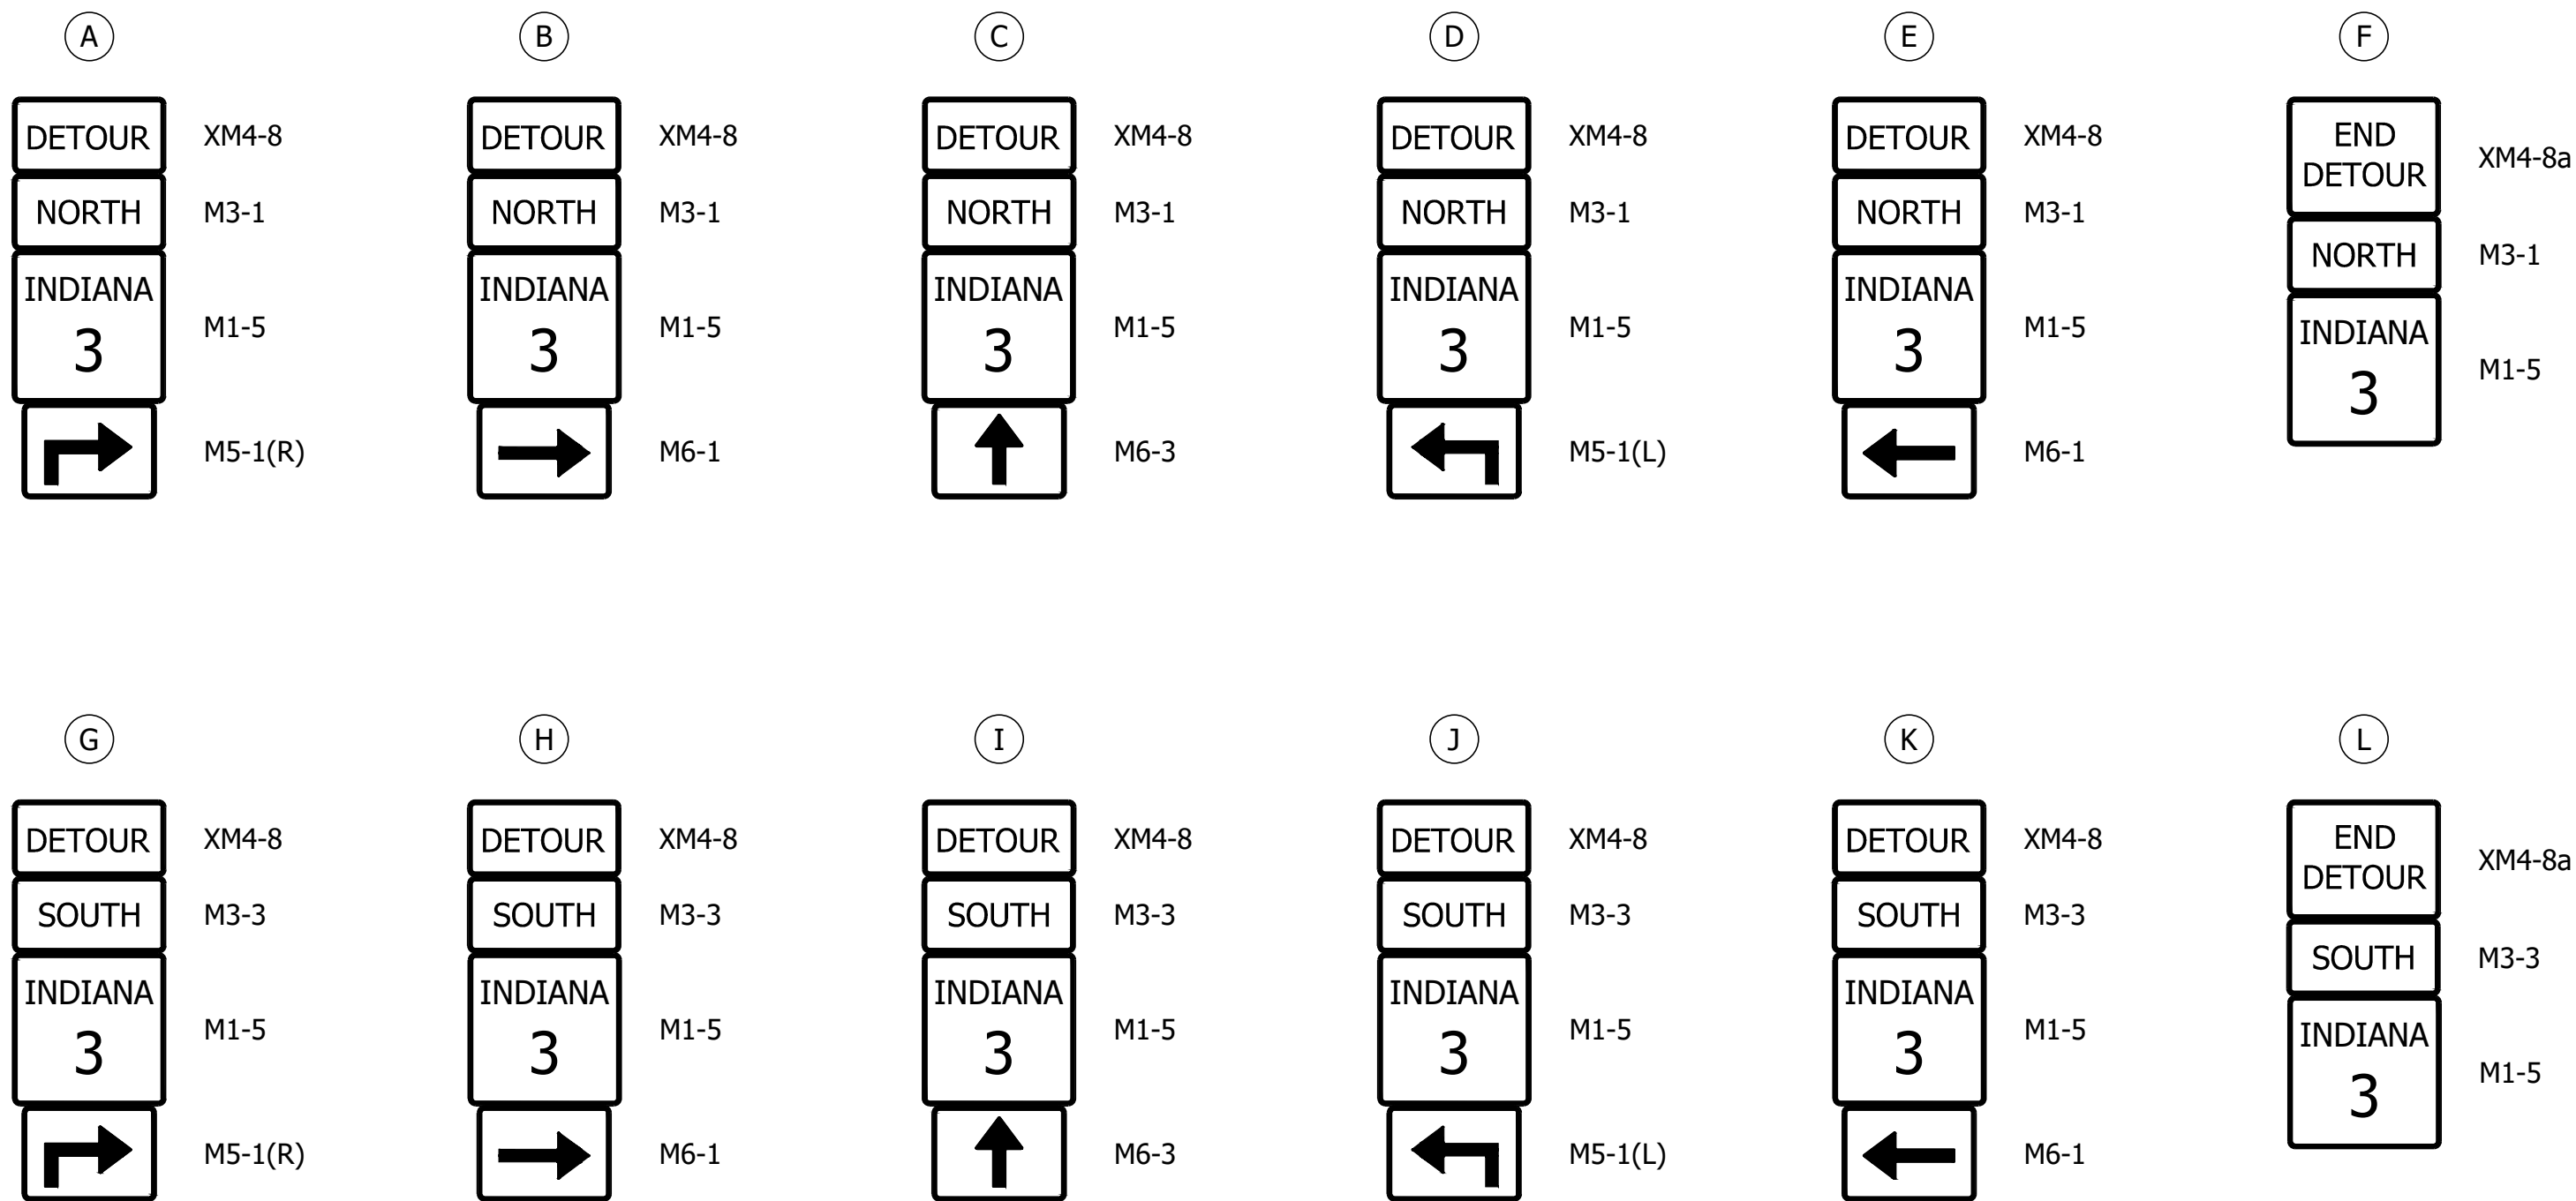 A
DETOUR XM4-8
NORTH M3-1
INDIANA
3
M1-5
M5-1(R)
B
DETOUR XM4-8
NORTH M3-1
INDIANA
3
M1-5
M6-1
C
DETOUR XM4-8
NORTH M3-1
INDIANA
3
M1-5
M6-3
D
DETOUR XM4-8
NORTH M3-1
INDIANA
3
M1-5
M5-1(L)
E
DETOUR XM4-8
NORTH M3-1
INDIANA
3
M1-5
M6-1
F
END
DETOUR
XM4-8a
NORTH M3-1
INDIANA
3
M1-5
G
DETOUR XM4-8
SOUTH M3-3
INDIANA
3
M1-5
M5-1(R)
H
DETOUR XM4-8
SOUTH M3-3
INDIANA
3
M1-5
M6-1
I
DETOUR XM4-8
SOUTH M3-3
INDIANA
3
M1-5
M6-3
J
DETOUR XM4-8
SOUTH M3-3
INDIANA
3
M1-5
M5-1(L)
K
DETOUR XM4-8
SOUTH M3-3
INDIANA
3
M1-5
M6-1
L
END
DETOUR
XM4-8a
SOUTH M3-3
INDIANA
3
M1-5